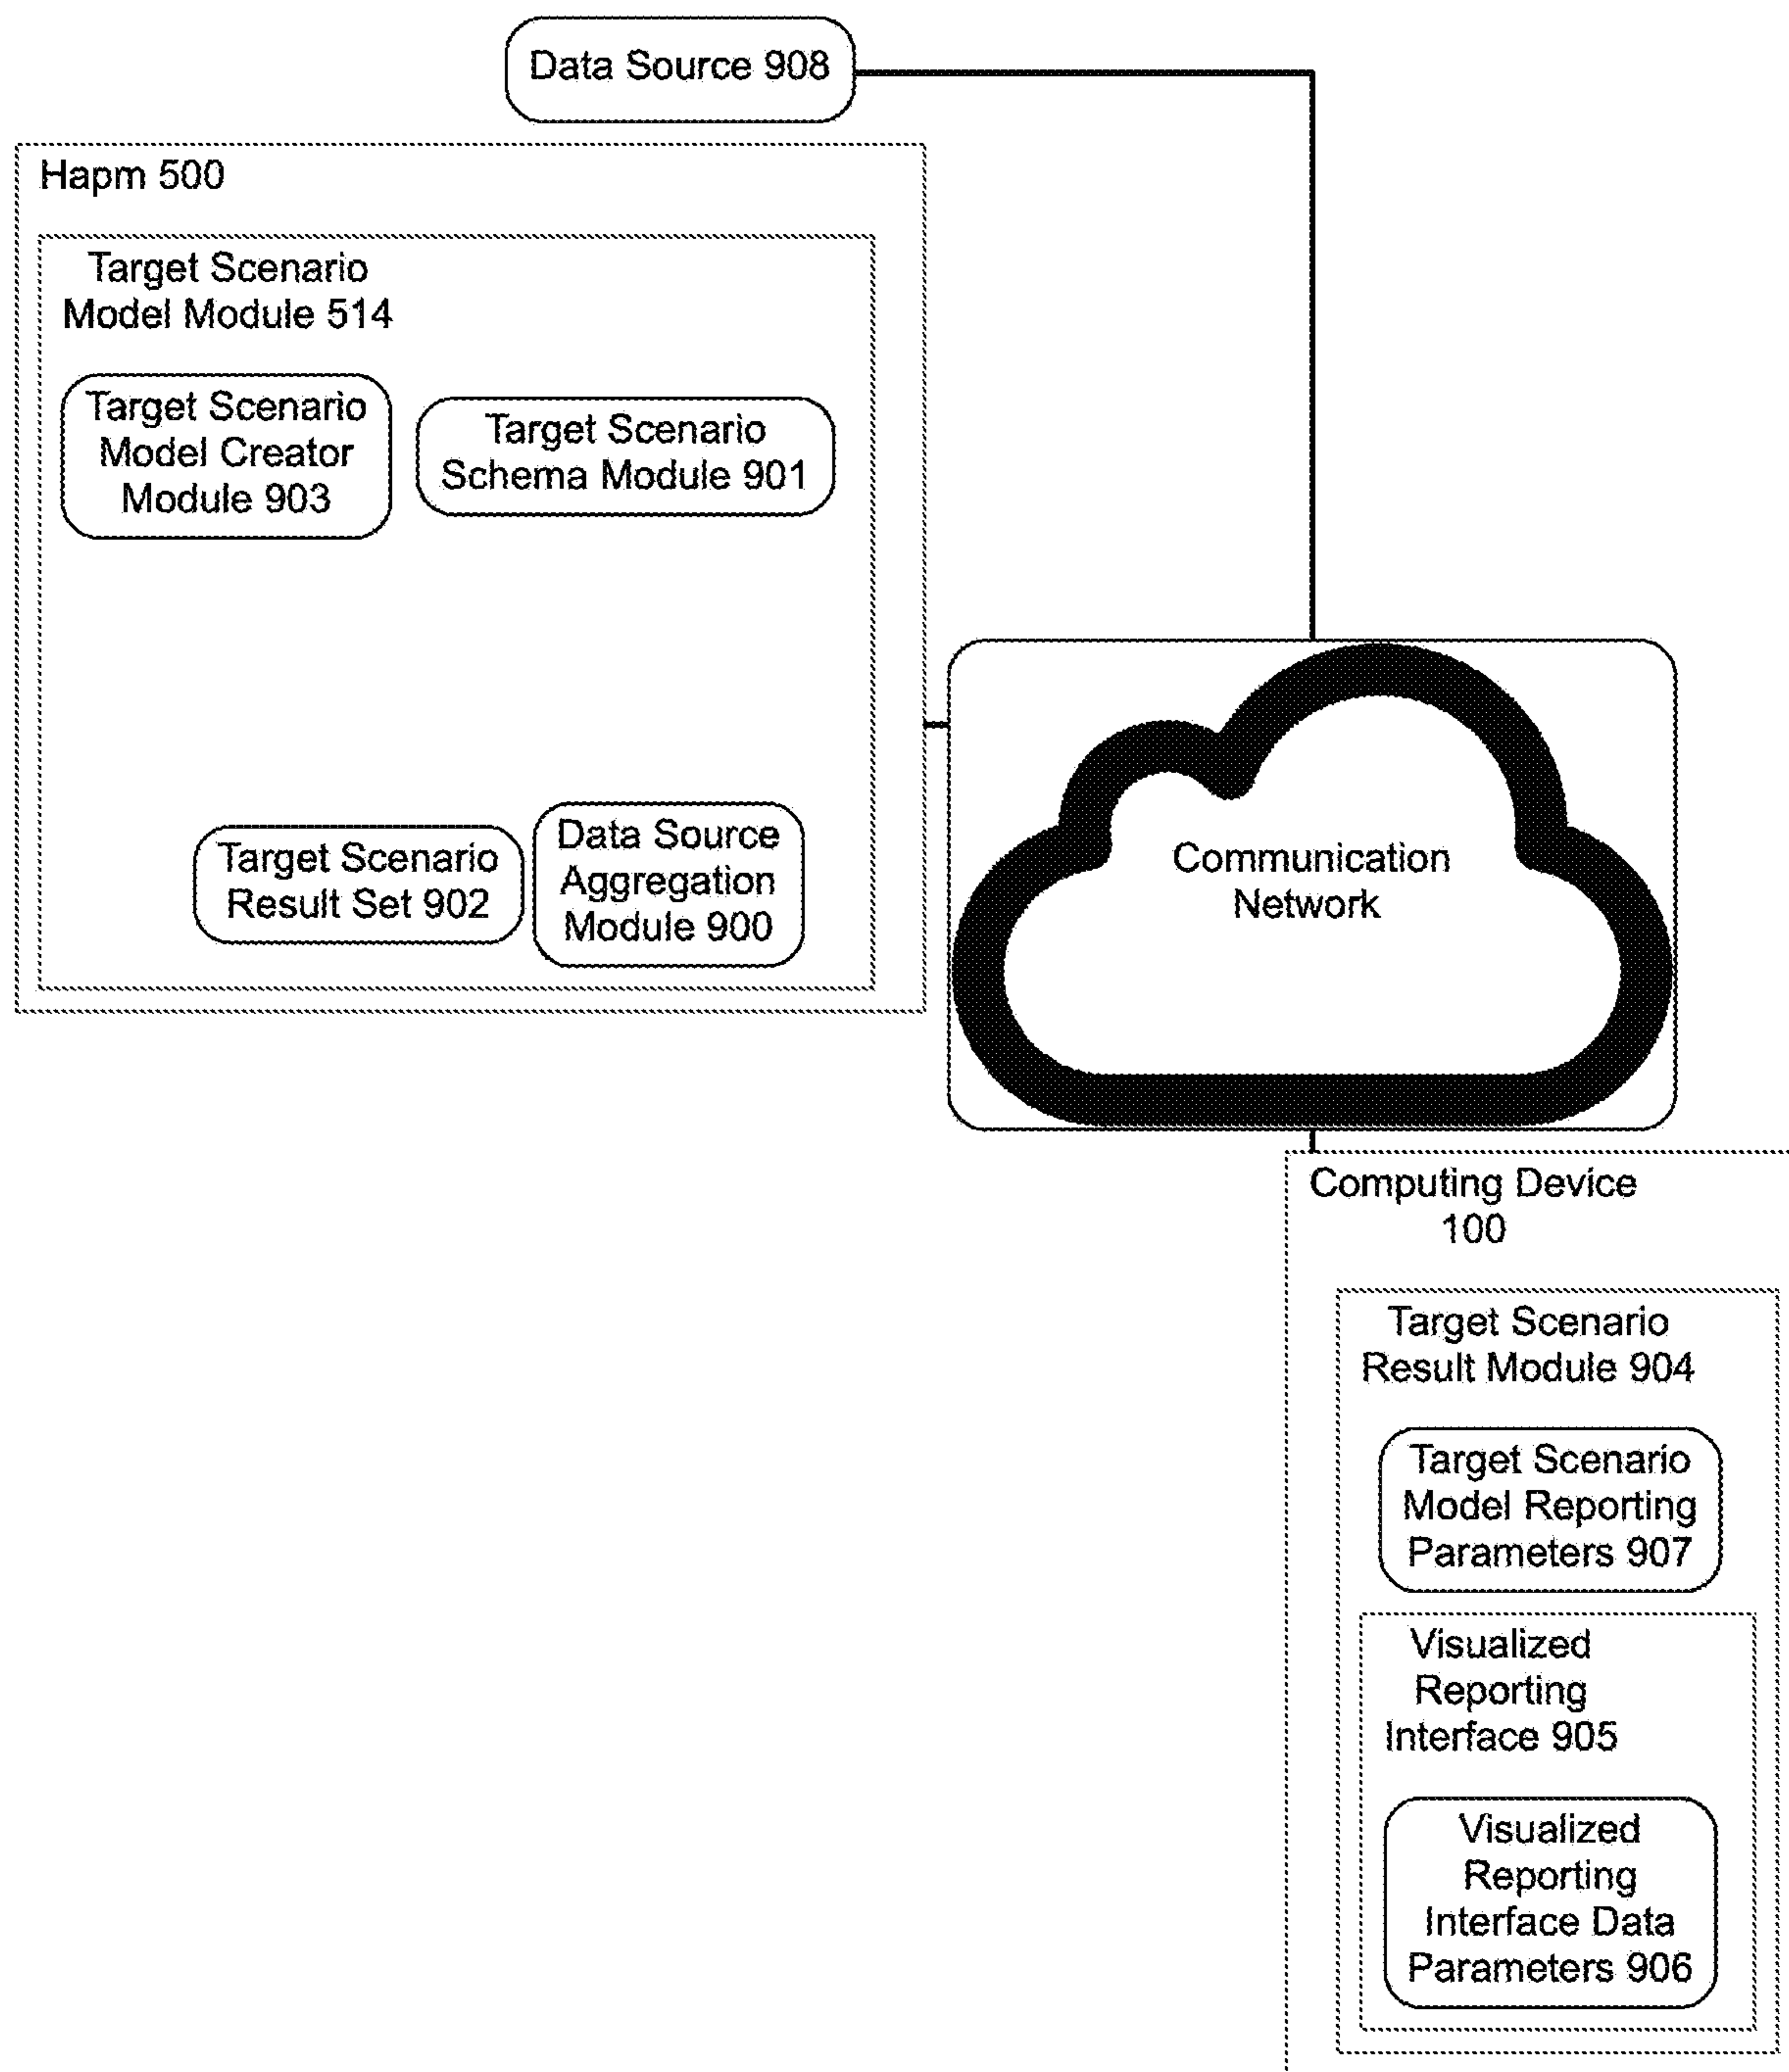 Data Source 908
Hapm 500
Target Scenario
Model Module 514
Target Scenario
Model Creator
Module 903
Target Scenario
Schema Module 901
Target Scenario
Result Set 902
Data Source
Aggregation
Module 900
Communication
Network
Computing Device
100
Target Scenario
Result Module 904
Target Scenario
Model Reporting
Parameters 907
Visualized
Reporting
Interface 905
Visualized
Reporting
Interface Data
Parameters 906